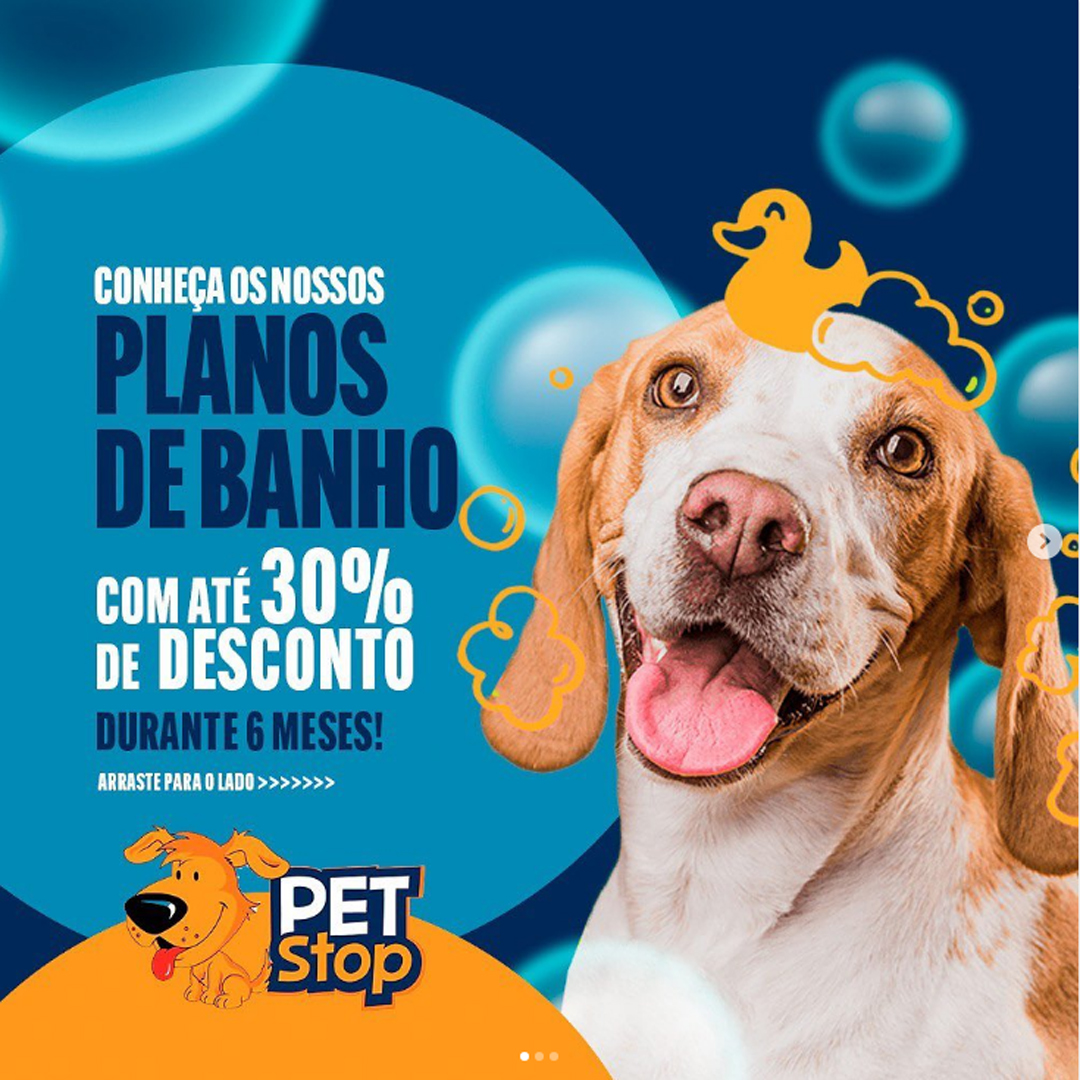 CONHEÇA OS NOSSOS
PLANOS
DE BANHO
COM ATÉ 30%
DE DESCONTO
DURANTE 6 MESES!
ARRASTE PARA O LADO >>>>>>>
PET
Stop